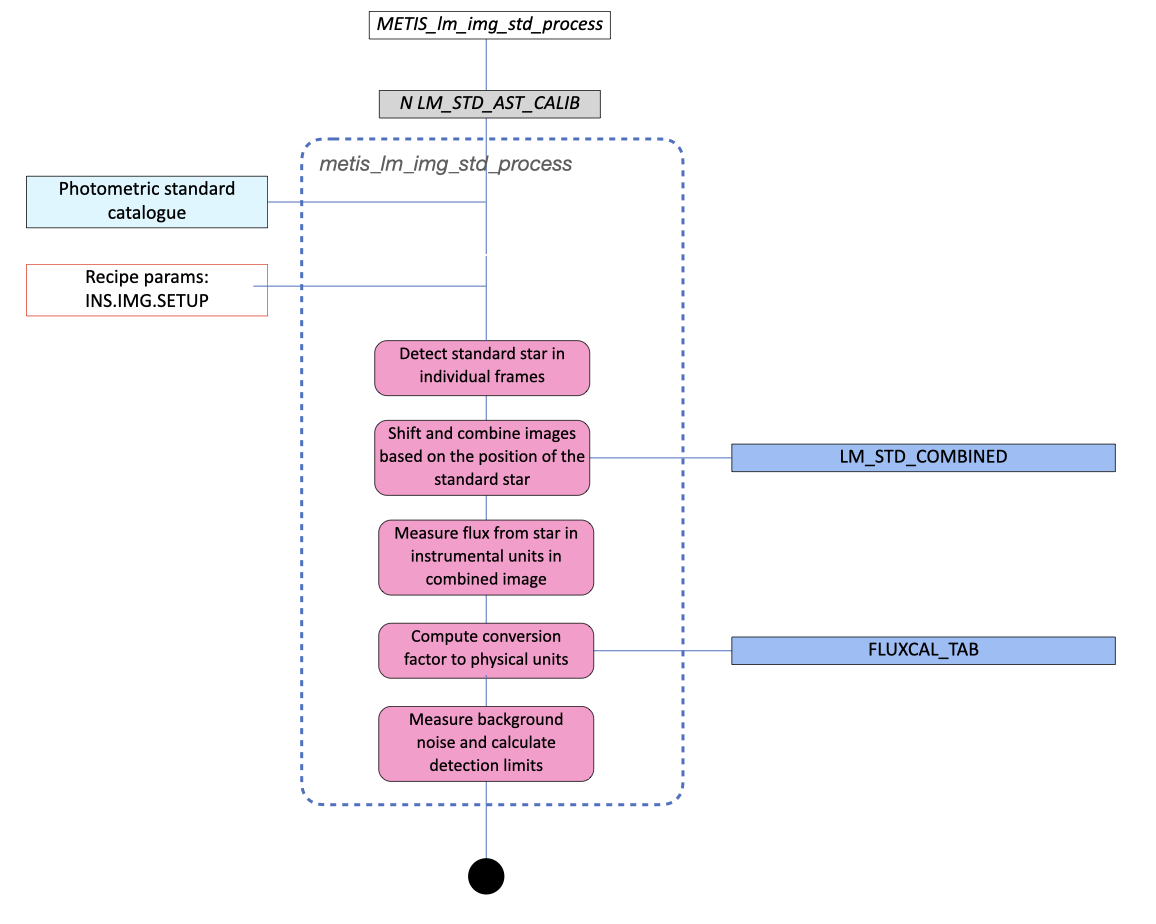 METIS_lm_img_std_process
N LM_STD_AST_CALIB
metis_lm_img_std_process
Photometric standard
catalogue
Recipe params:
INS.IMG.SETUP
Detect standard star in
individual frames
Shift and combine images
based on the position of the
standard star
LM_STD_COMBINED
Measure flux from star in
instrumental units in
combined image
Compute conversion
factor to physical units
FLUXCAL_TAB
Measure background
noise and calculate
detection limits